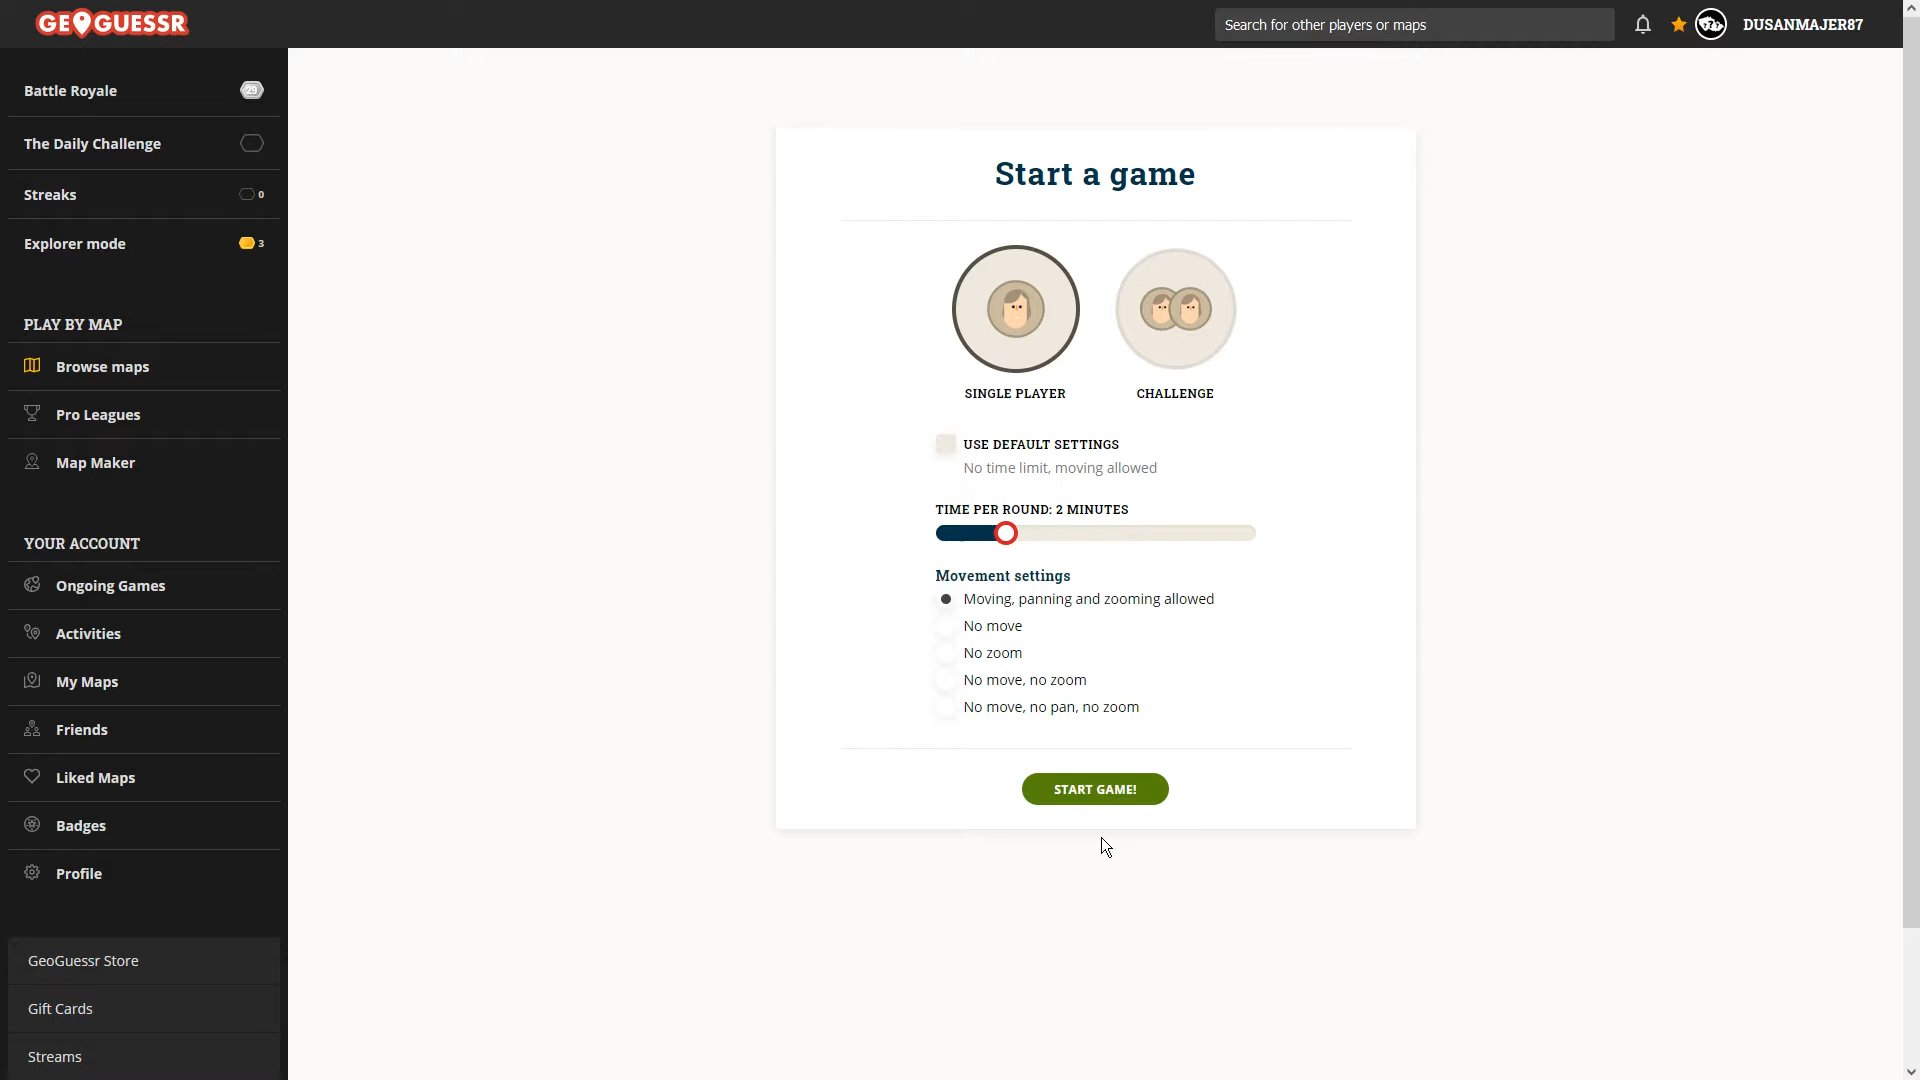 GEOGUESSR
Search for other players or maps
DUSANMAJER87
Battle Royale
29
The Daily Challenge
Streaks
0
Explorer mode
3
PLAY BY MAP
Browse maps
Pro Leagues
Map Maker
YOUR ACCOUNT
Ongoing Games
Activities
My Maps
Friends
Liked Maps
Badges
Profile
GeoGuessr Store
Gift Cards
Streams
Start a game
SINGLE PLAYER
CHALLENGE
USE DEFAULT SETTINGS
No time limit, moving allowed
TIME PER ROUND: 2 MINUTES
Movement settings
Moving, panning and zooming allowed
No move
No zoom
No move, no zoom
No move, no pan, no zoom
START GAME!